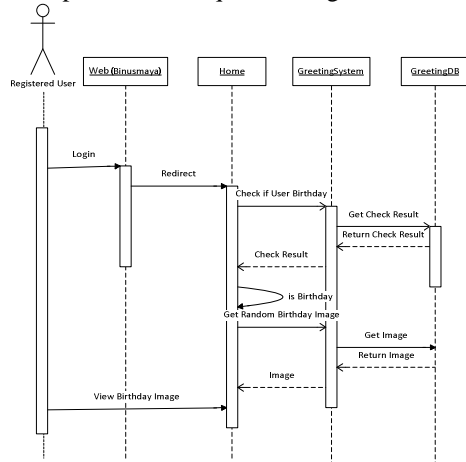 Registered User
Web (Binusmaya)
Home
GreetingSystem
GreetingDB
Login
Redirect
Check if User Birthday
Get Check Result
Return Check Result
Check Result
is Birthday
Get Random Birthday Image
Get Image
Return Image
Image
View Birthday Image